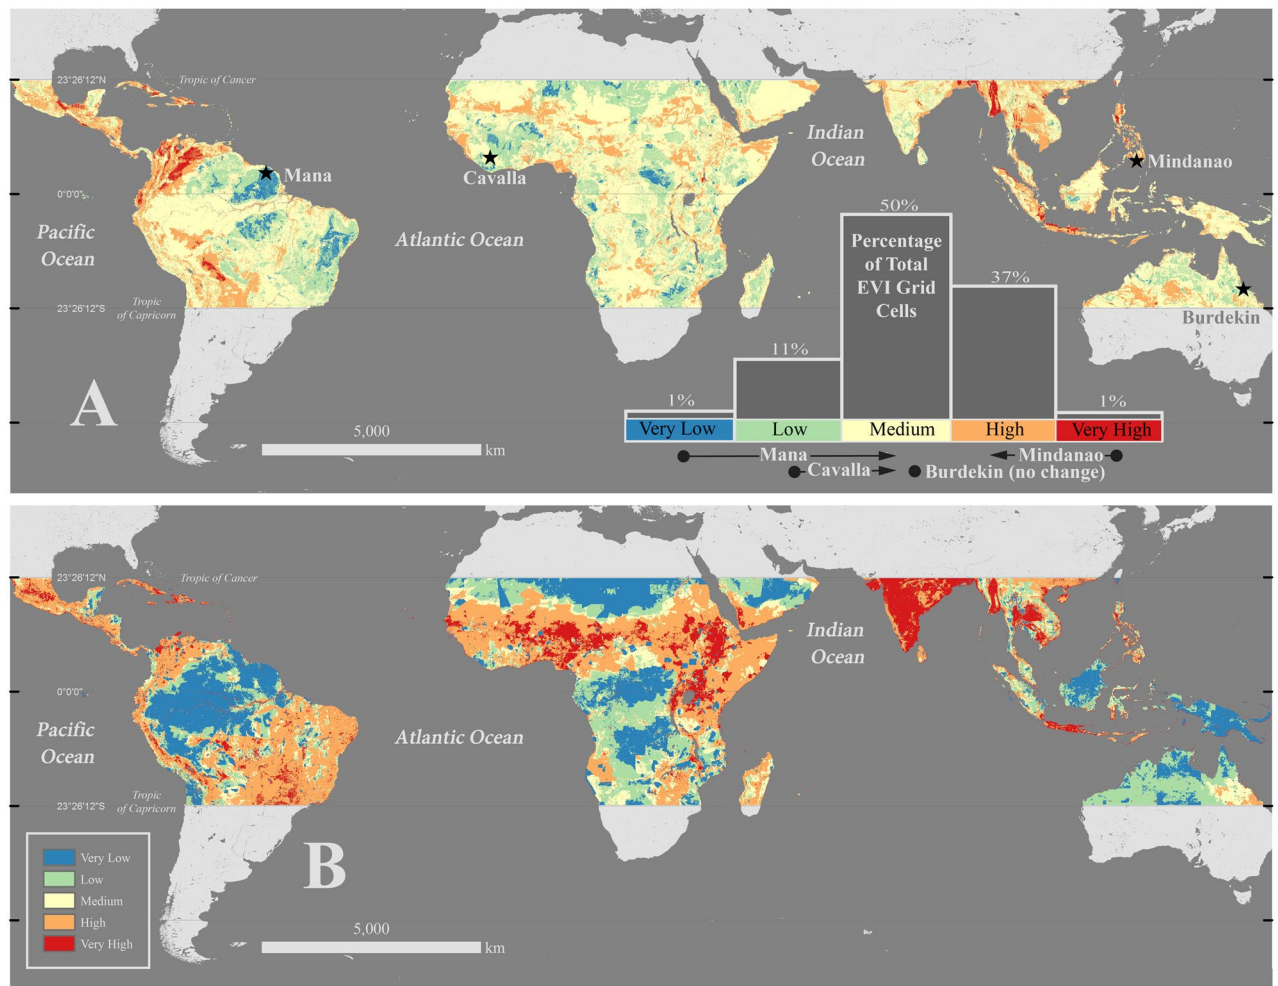 23°26'12"N
Tropic of Cancer
Indian
Ocean
Mana
Cavalla
Mindanao
0°0'0"
50%
Pacific
Ocean
Atlantic Ocean
Percentage
of Total
EVI Grid
Cells
37%
Tropic
of Capricorn
23°26'12"S
Burdekin
11%
A
1%
1%
5,000
km
Very Low
Low
Medium
High
Very High
Mana
Mindanao
Cavalla
Burdekin (no change)
23°26'12"N
Tropic of Cancer
Indian
Ocean
0°0'0"
Pacific
Ocean
Atlantic Ocean
Tropic
of Capricorn
23°26'12"S
B
Very Low
Low
Medium
High
Very High
5,000
km